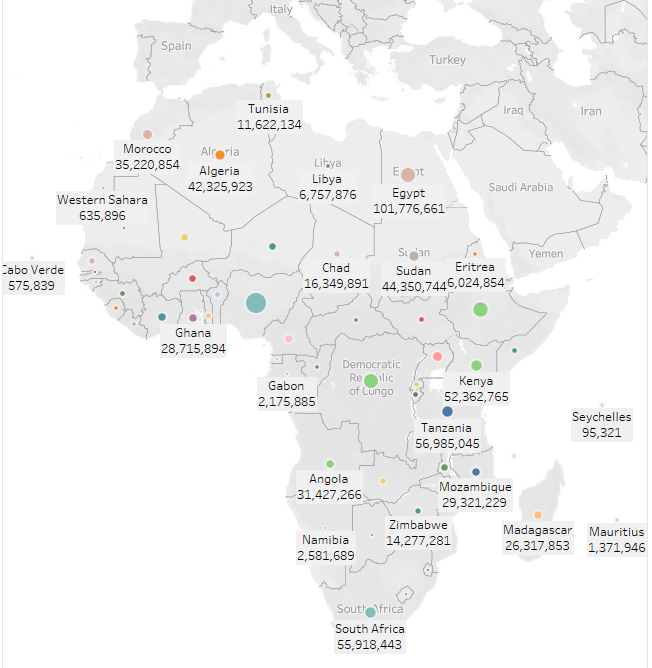 Italy
Spain
Turkey
Iraq
Iran
Tunisia
11,622,134
Morocco
35,220,854
Algeria
Algeria
42,325,923
Libya
Libya
6,757,876
Egypt
Egypt
101,776,661
Saudi Arabia
Western Sahara
635,896
Yemen
Cabo Verde
575,839
Chad
16,349,891
Sudan
Sudan
44,350,744
Eritrea
6,024,854
Ghana
28,715,894
Democratic
Republic
of Congo
Gabon
2,175,885
Kenya
52,362,765
Seychelles
95,321
Tanzania
56,985,045
Angola
31,427,266
Mozambique
29,321,229
Zimbabwe
14,277,281
Madagascar
26,317,853
Mauritius
1,371,946
Namibia
2,581,689
South Africa
South Africa
55,918,443